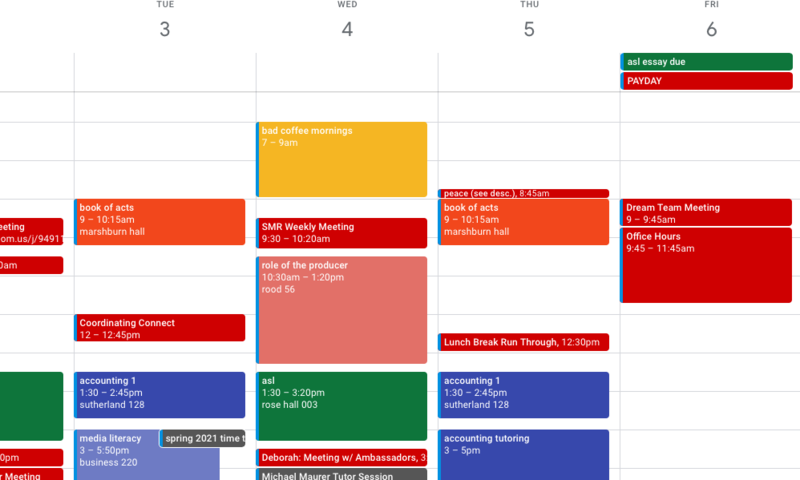 TUE
WED
THU
FRI
3
4
5
6
asl essay due
PAYDAY
eeting
om.us/j/9491
0am
0pm
r Meeting
book of acts
9 – 10:15am
marshburn hall
Coordinating Connect
12 – 12:45pm
accounting 1
1:30 – 2:45pm
sutherland 128
media literacy
3 – 5:50pm
business 220
spring 2021 time t
bad coffee mornings
7 – 9am
SMR Weekly Meeting
9:30 – 10:20am
role of the producer
10:30am – 1:20pm
rood 56
asl
1:30 – 3:20pm
rose hall 003
Deborah: Meeting w/ Ambassadors, 3
Michael Maurer Tutor Session
peace (see desc.), 8:45am
book of acts
9 – 10:15am
marshburn hall
Lunch Break Run Through, 12:30pm
accounting 1
1:30 – 2:45pm
sutherland 128
accounting tutoring
3 – 5pm
Dream Team Meeting
9 – 9:45am
Office Hours
9:45 – 11:45am